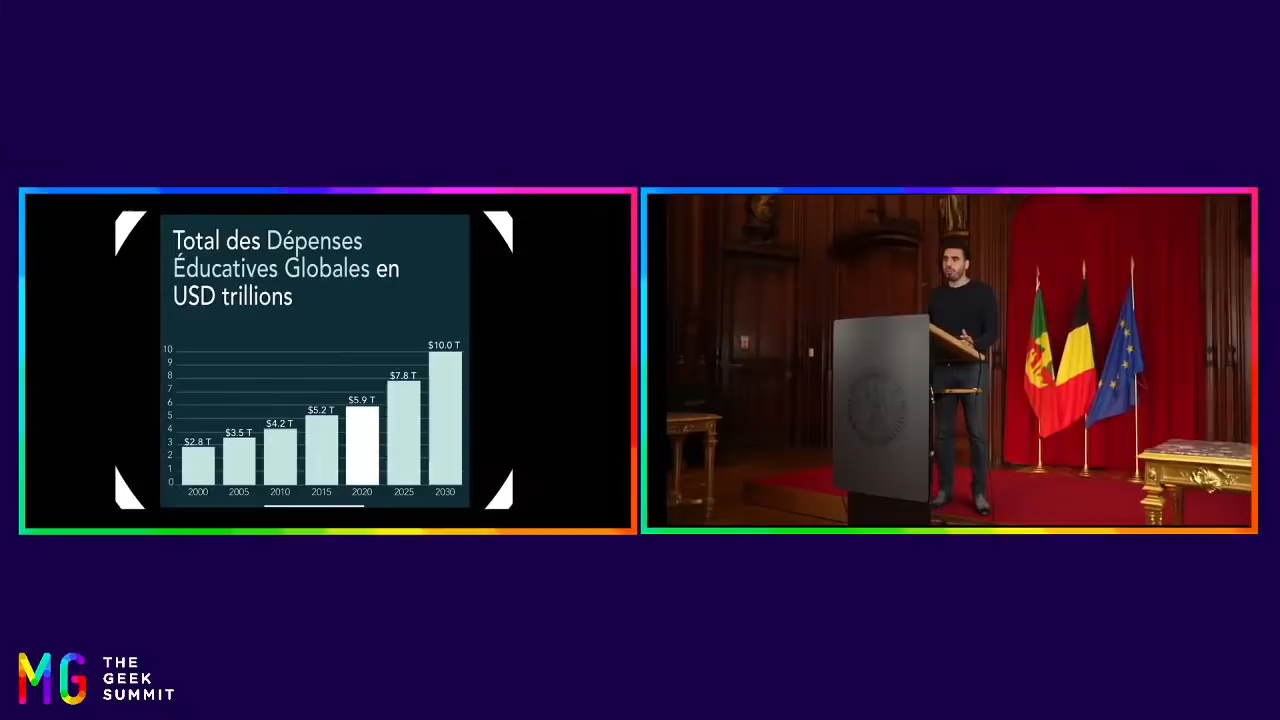 Total des Dépenses
Éducatives Globales en
USD trillions
10
9
8
7
6
5
4
3
2
1
0
$2.8 T
$3.5 T
$4.2 T
$5.2 T
$5.9 T
$7.8 T
$10.0 T
2000
2005
2010
2015
2020
2025
2030
MG
THE
GEEK
SUMMIT